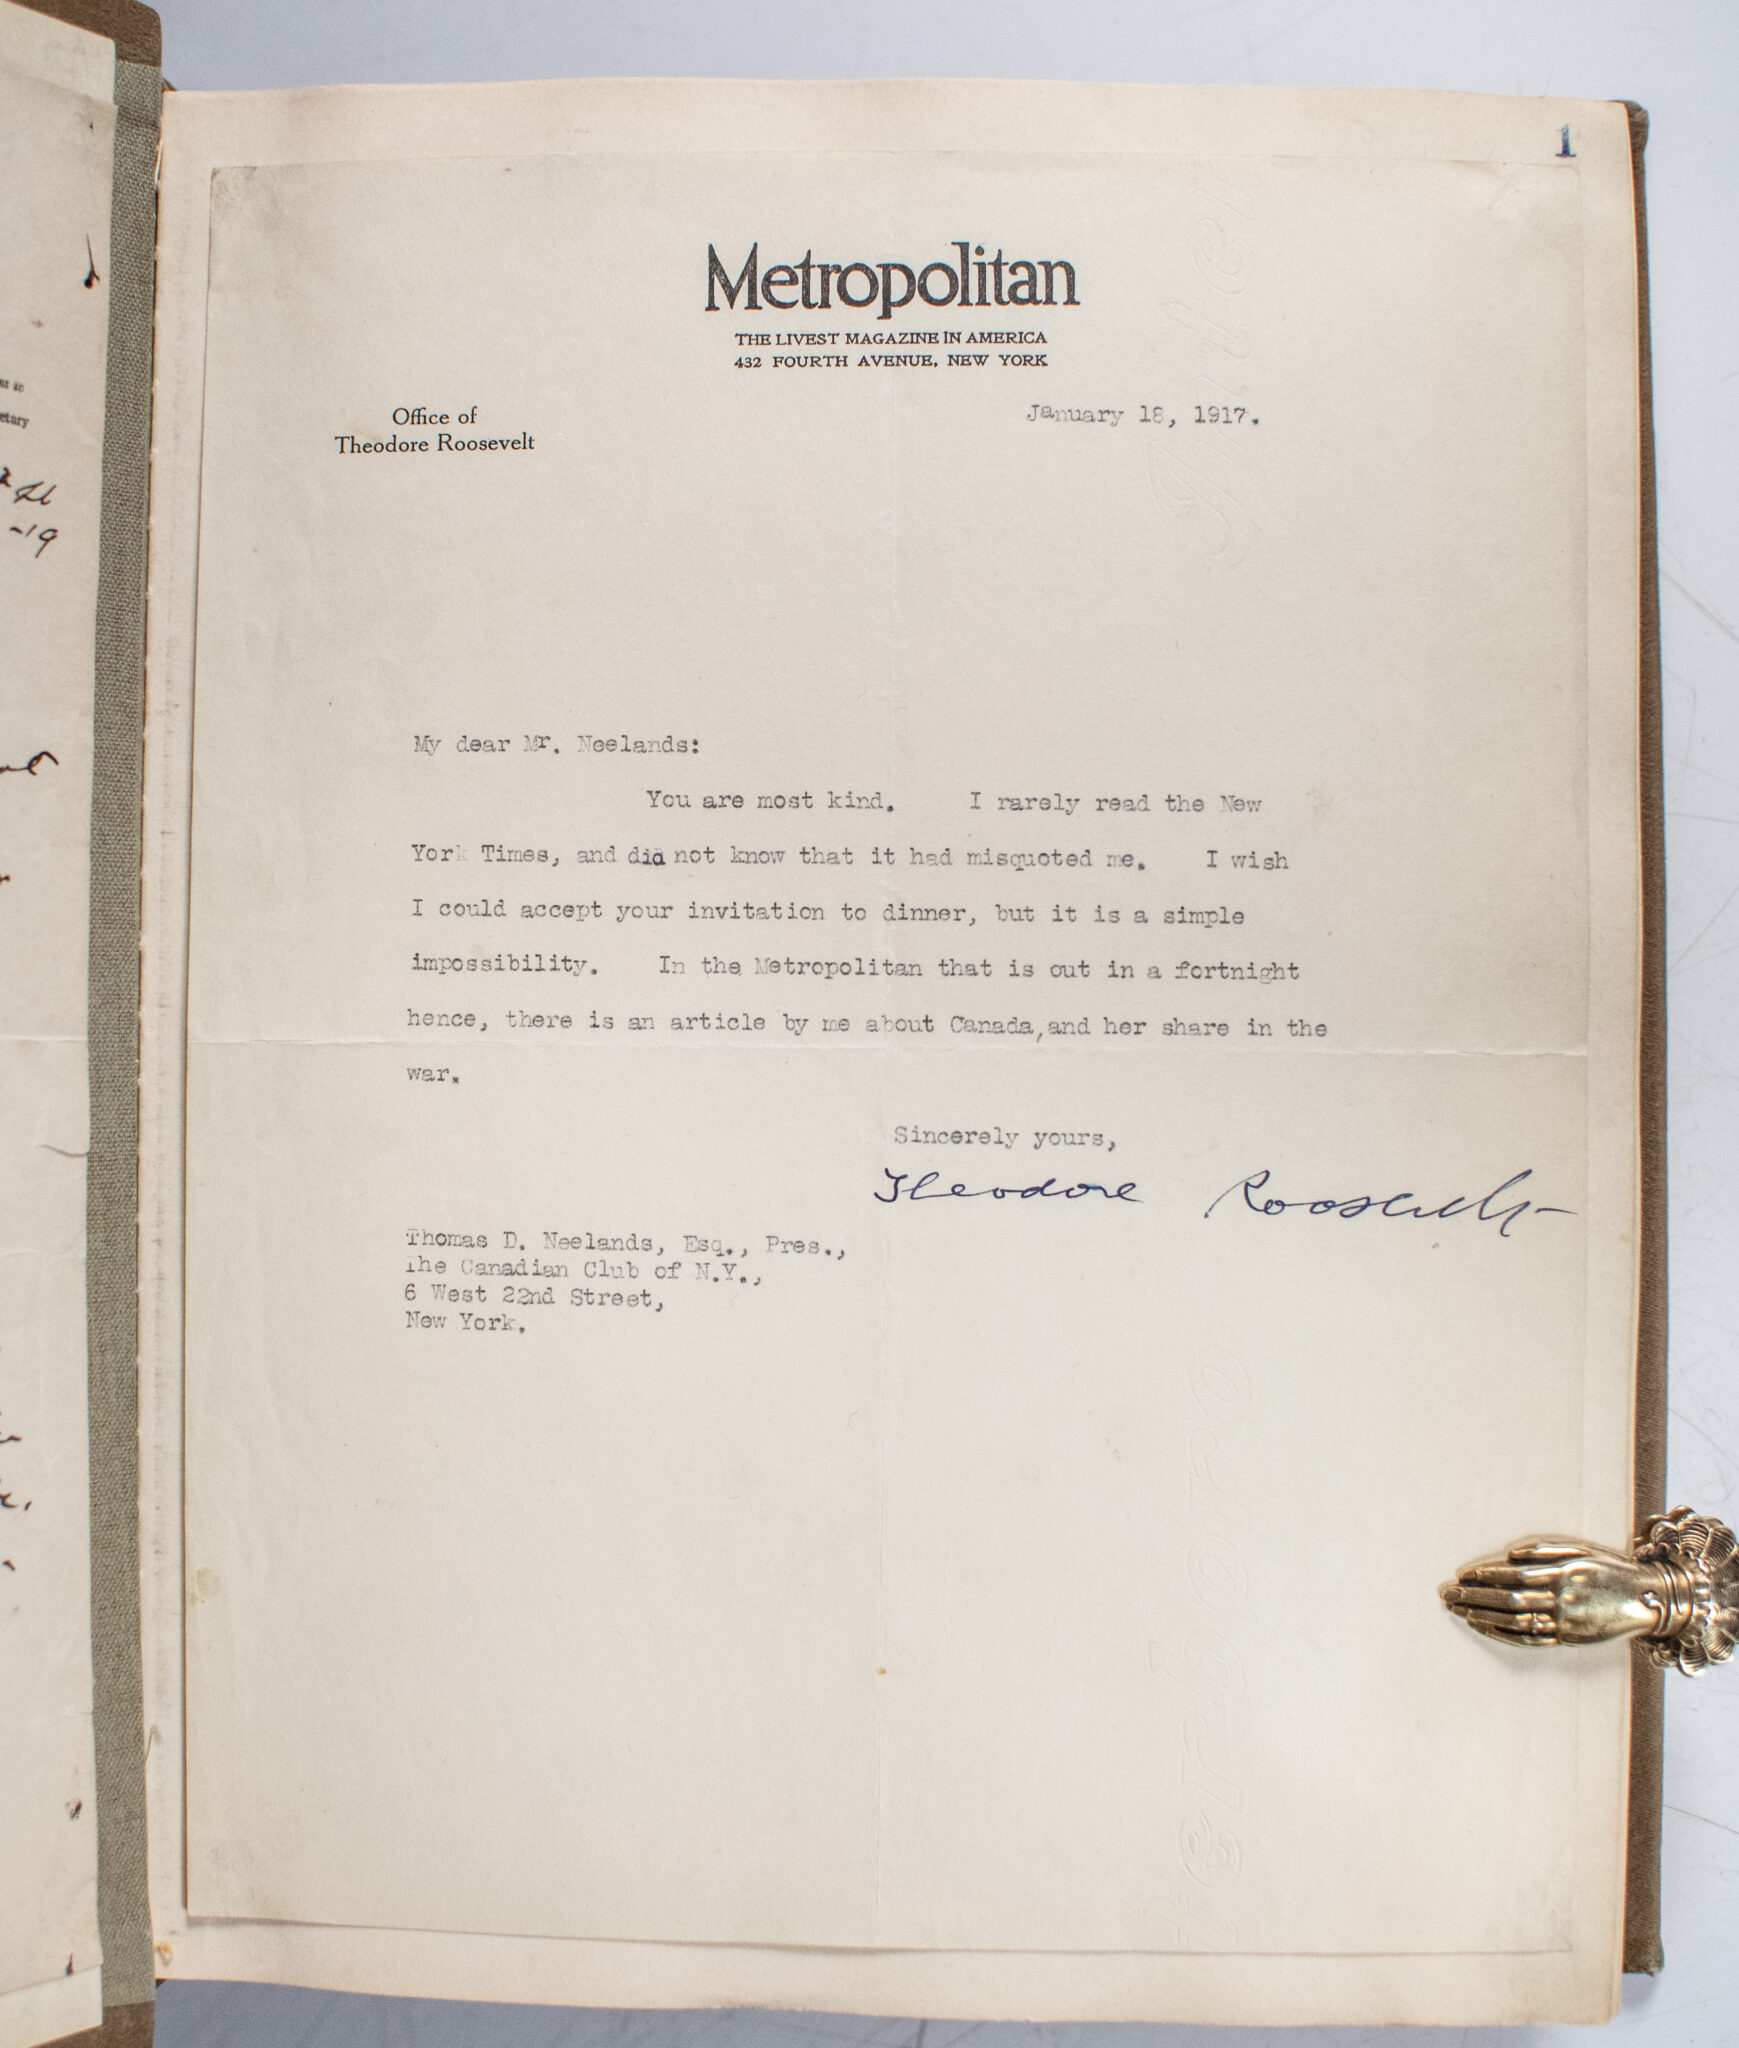 1
Metropolitan
THE LIVEST MAGAZINE IN AMERICA
432 FOURTH AVENUE, NEW YORK
Office of
Theodore Roosevelt
January 18, 1917.
My dear Mr. Neelands:
You are most kind. I rarely read the New
York Times, and did not know that it had misquoted me. I wish
I could accept your invitation to dinner, but it is a simple
impossibility. In the Metropolitan that is out in a fortnight
hence, there is an article by me about Canada, and her share in the
war.
Sincerely yours,
Theodore Roosevelt
Thomas D. Neelands, Esq., Pres.,
The Canadian Club of N.Y.,
6 West 22nd Street,
New York.
-19